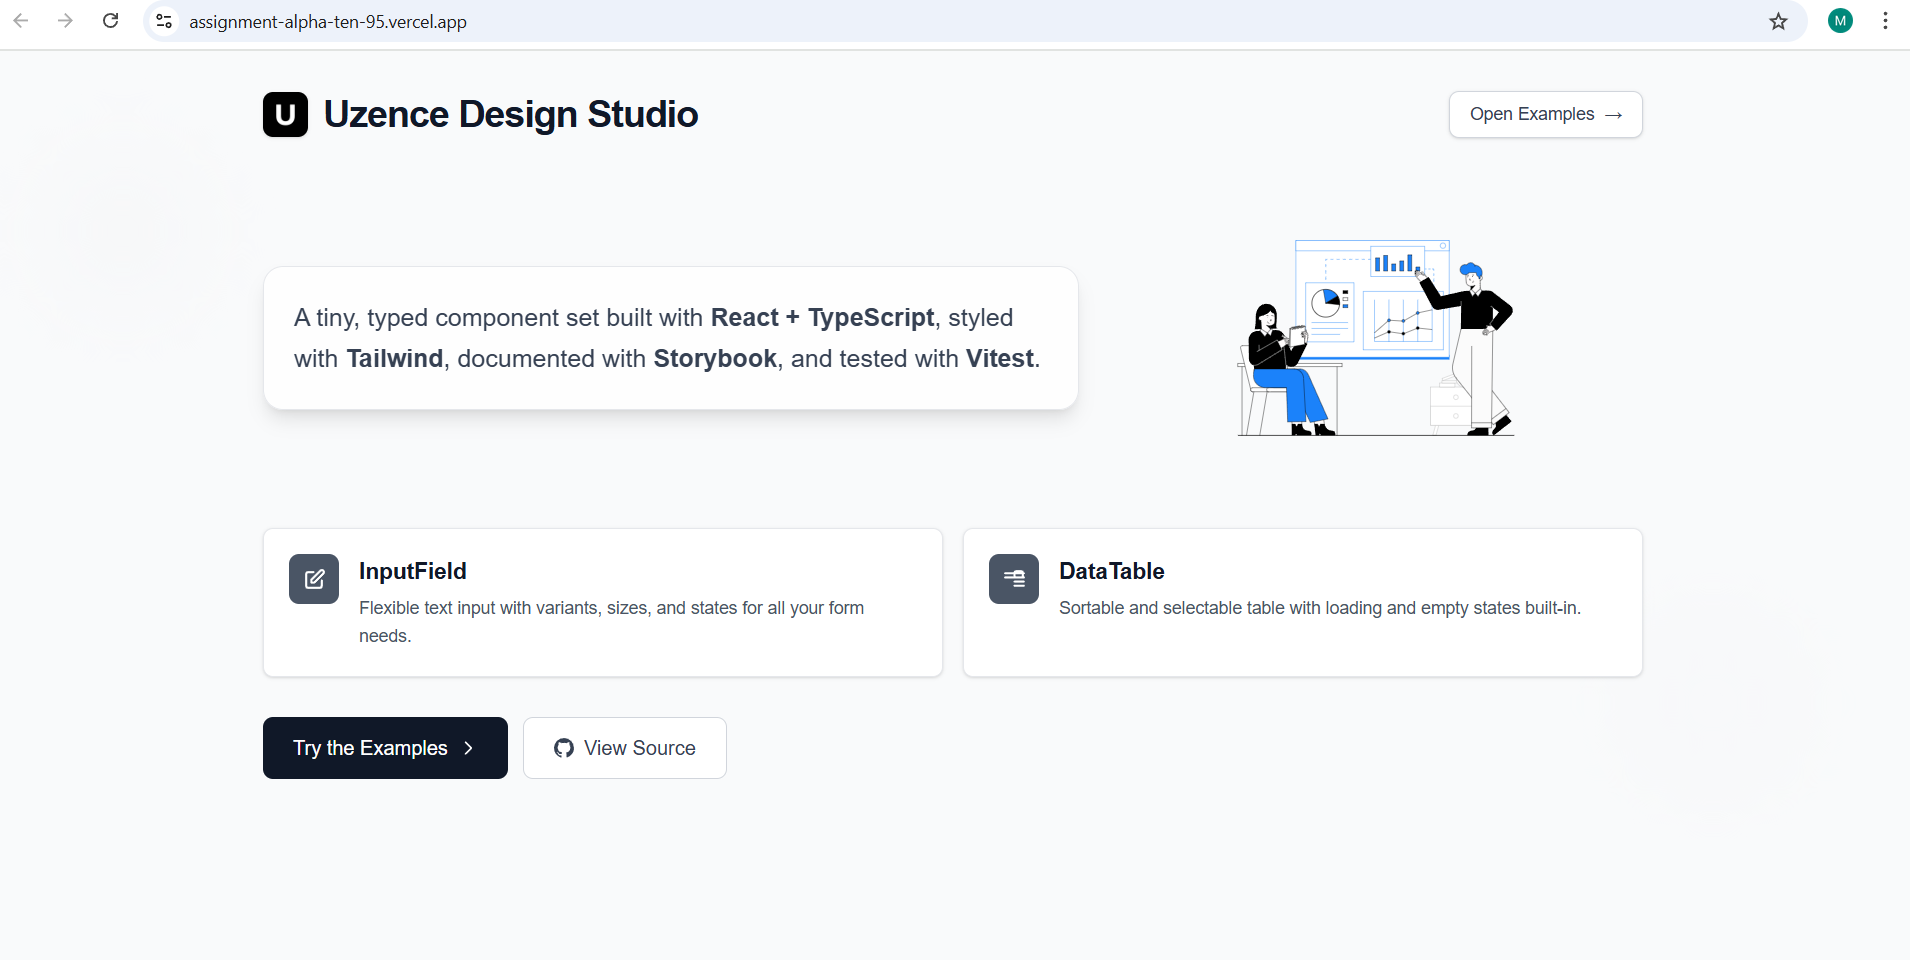 assignment-alpha-ten-95.vercel.app
M
U Uzence Design Studio
Open Examples →
A tiny, typed component set built with React + TypeScript, styled
with Tailwind, documented with Storybook, and tested with Vitest.
InputField
Flexible text input with variants, sizes, and states for all your form
needs.
DataTable
Sortable and selectable table with loading and empty states built-in.
Try the Examples
View Source